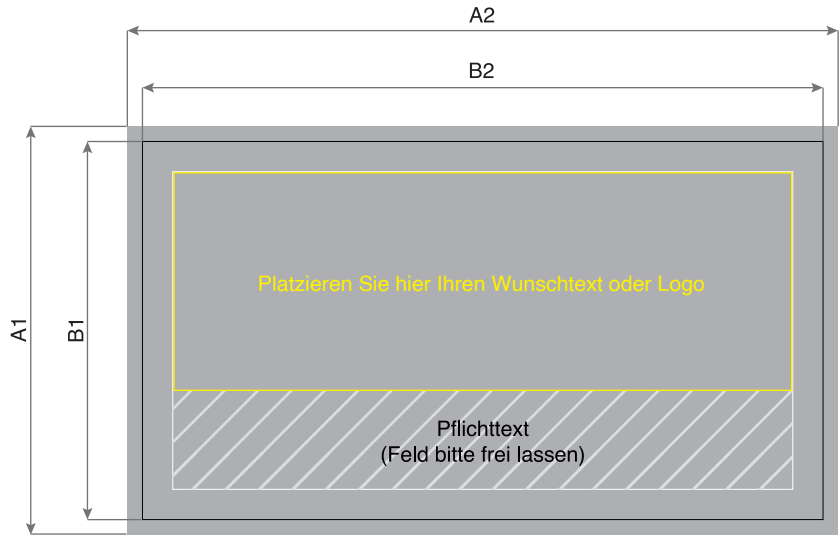 A2
B2
A1
B1
Platzieren Sie hier Ihren Wunschtext oder Logo
Pflichttext
(Feld bitte frei lassen)